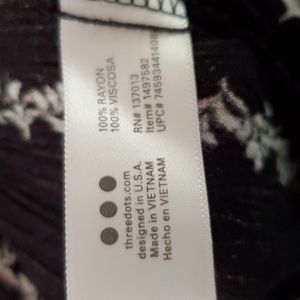 100% RAYON
100% VISCOSA
RN# 137013
Item# 1497582
UPC# 74593441408
threedots.com
designed in U.S.A.
Made in VIETNAM
Hecho en VIETNAM